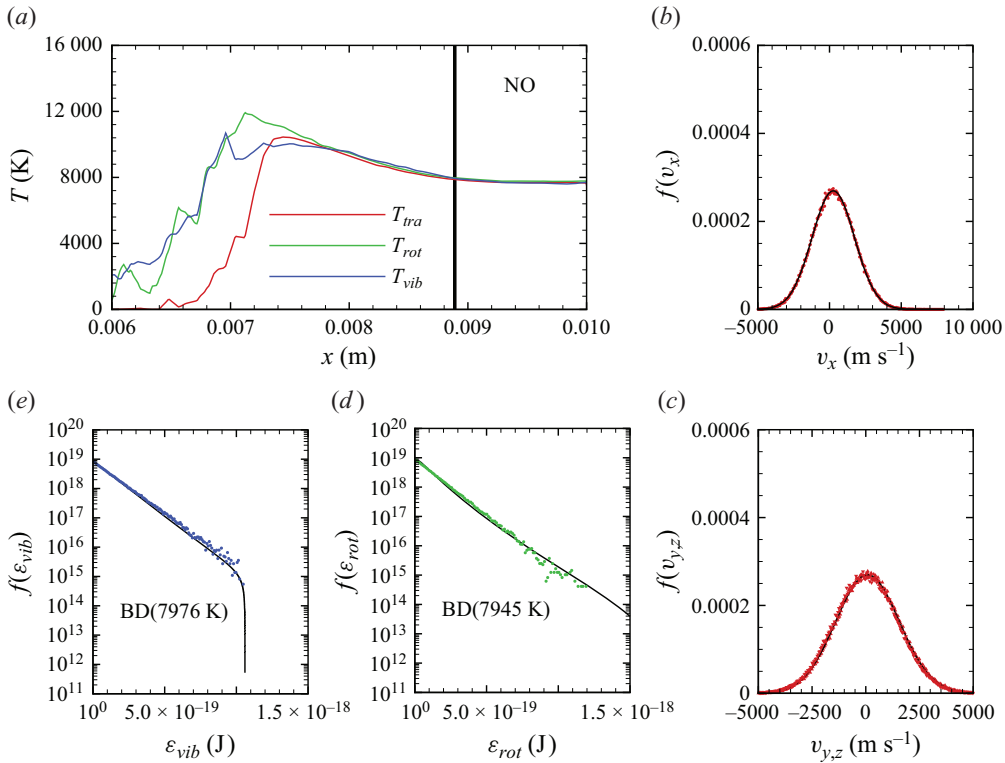 (a)
16 000
12 000
8000
4000
0
T (K)
NO
T_tra
T_rot
T_vib
0.006
0.007
0.008
0.009
0.010
x (m)
(b)
0.0006
0.0004
0.0002
0
f(v_x)
−5000
0
5000
10 000
v_x (m s^−1)
(e)
10^20
10^19
10^18
10^17
10^16
10^15
10^14
10^13
10^12
10^11
f(ε_vib)
BD(7976 K)
10^0
5.0 × 10^−19
1.5 × 10^−18
ε_vib (J)
(d)
10^20
10^19
10^18
10^17
10^16
10^15
10^14
10^13
10^12
10^11
f(ε_rot)
BD(7945 K)
10^0
5.0 × 10^−19
1.5 × 10^−18
ε_rot (J)
(c)
0.0006
0.0004
0.0002
0
f(v_y,z)
−5000
−2500
0
2500
5000
v_y,z (m s^−1)